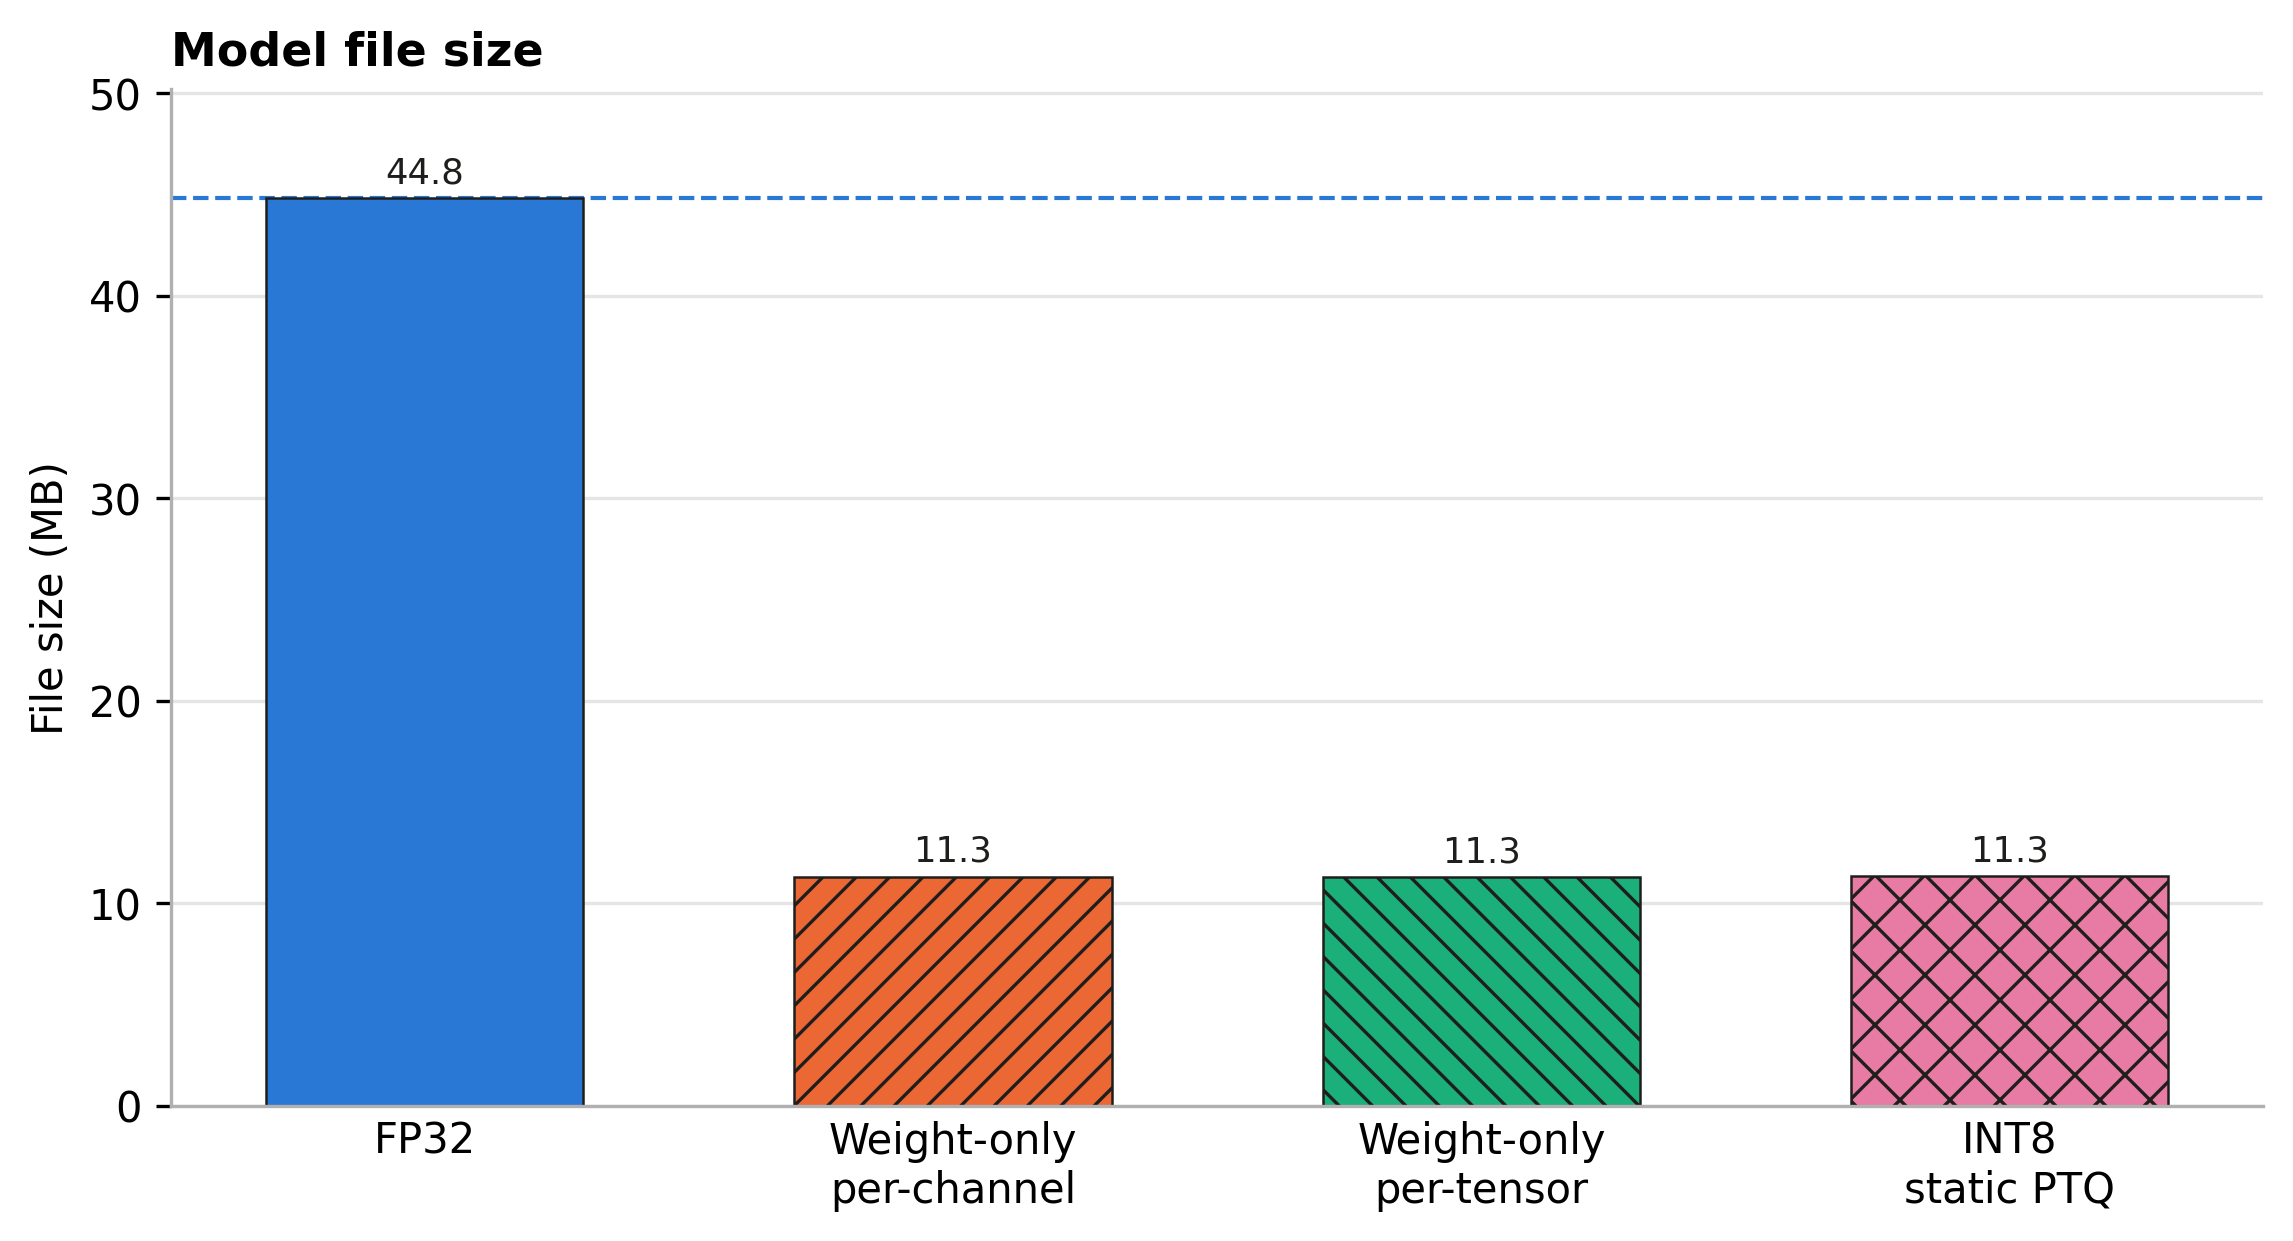 Model file size
File size (MB)
50
40
30
20
10
0
44.8
11.3
11.3
11.3
FP32
Weight-only
per-channel
Weight-only
per-tensor
INT8
static PTQ